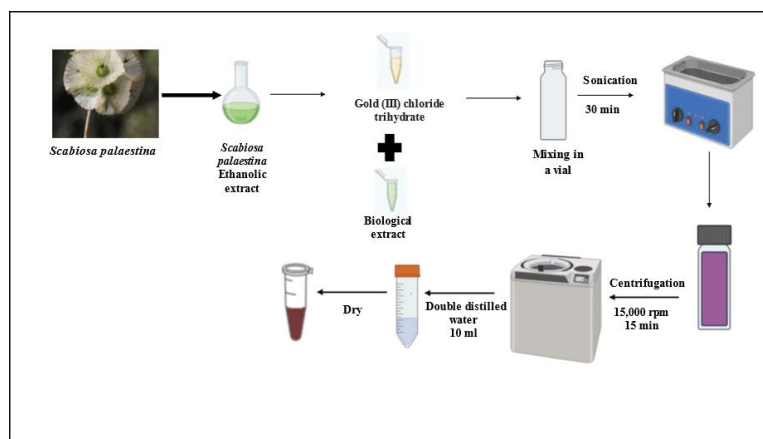 Scabiosa palaestina
Scabiosa
palaestina
Ethanolic
extract
Gold (III) chloride
trihydrate
Biological
extract
Mixing in
a vial
Sonication
30 min
Centrifugation
15,000 rpm
15 min
Double distilled
water
10 ml
Dry